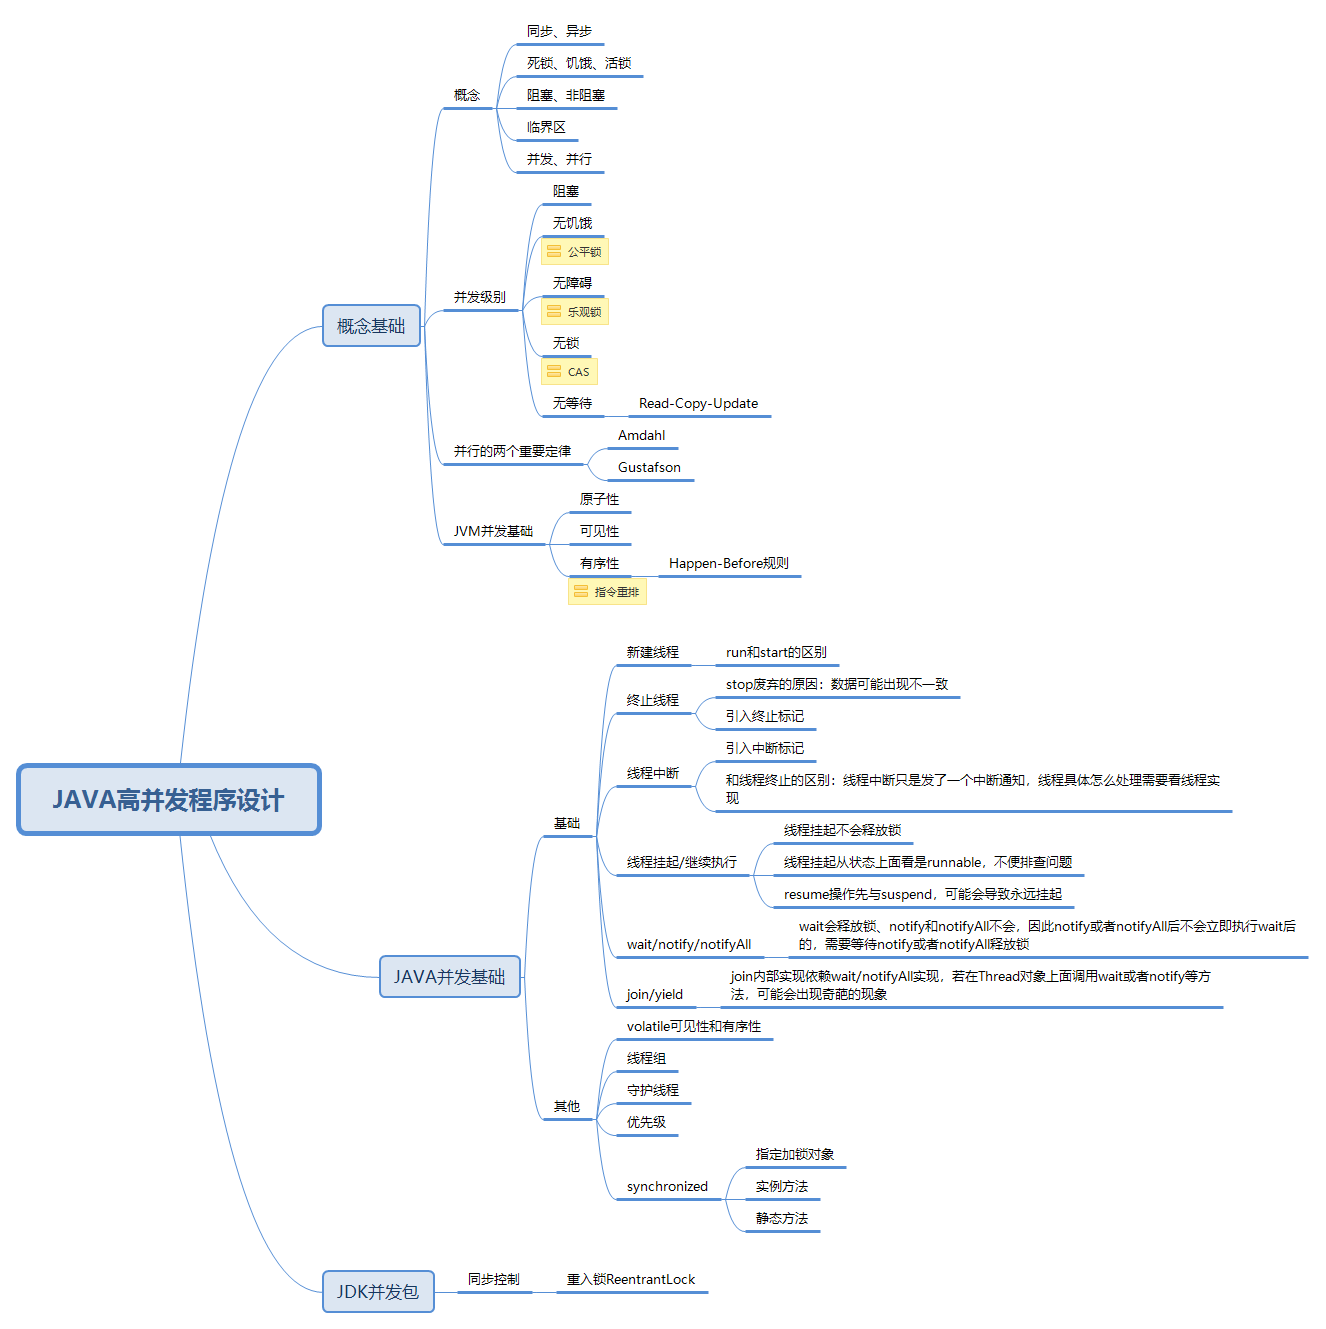 JAVA高并发程序设计
概念基础
概念
同步、异步
死锁、饥饿、活锁
阻塞、非阻塞
临界区
并发、并行
并发级别
阻塞
无饥饿
公平锁
无障碍
乐观锁
无锁
CAS
无等待
Read-Copy-Update
并行的两个重要定律
Amdahl
Gustafson
JVM并发基础
原子性
可见性
有序性
指令重排
Happen-Before规则
JAVA并发基础
基础
新建线程
run和start的区别
终止线程
stop废弃的原因：数据可能出现不一致
引入终止标记
线程中断
引入中断标记
和线程终止的区别：线程中断只是发了一个中断通知，线程具体怎么处理需要看线程实
现
线程挂起/继续执行
线程挂起不会释放锁
线程挂起从状态上面看是runnable，不便排查问题
resume操作先与suspend，可能会导致永远挂起
wait/notify/notifyAll
wait会释放锁、notify和notifyAll不会，因此notify或者notifyAll后不会立即执行wait后
的，需要等待notify或者notifyAll释放锁
join/yield
join内部实现依赖wait/notifyAll实现，若在Thread对象上面调用wait或者notify等方
法，可能会出现奇葩的现象
其他
volatile可见性和有序性
线程组
守护线程
优先级
synchronized
指定加锁对象
实例方法
静态方法
JDK并发包
同步控制
重入锁ReentrantLock